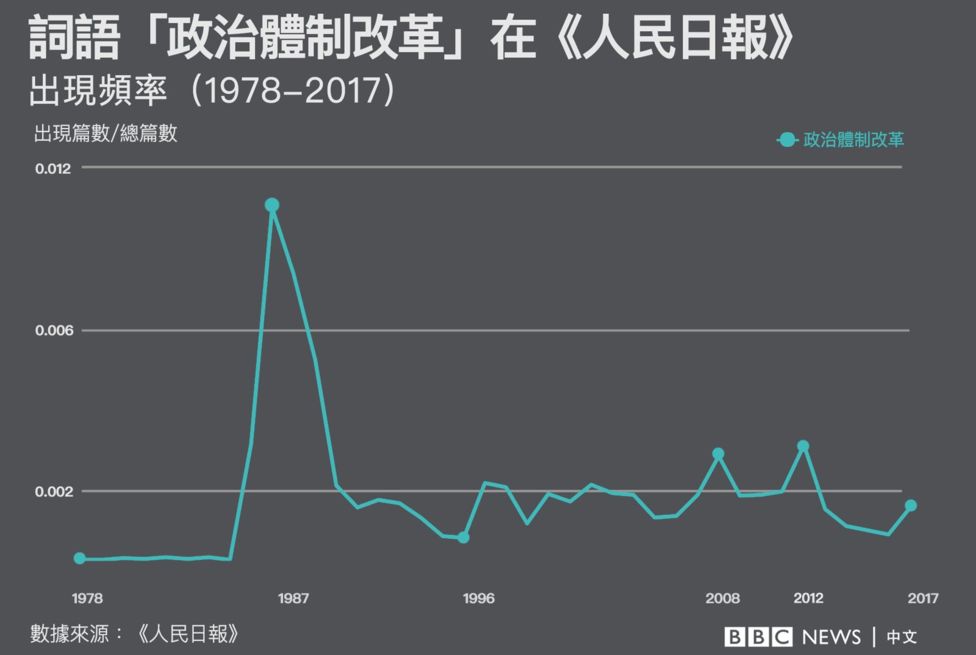 詞語「政治體制改革」在《人民日報》
出現頻率（1978–2017）
出現篇數/總篇數
政治體制改革
0.012
0.006
0.002
1978 1987 1996 2008 2012 2017
數據來源：《人民日報》
BBC NEWS | 中文